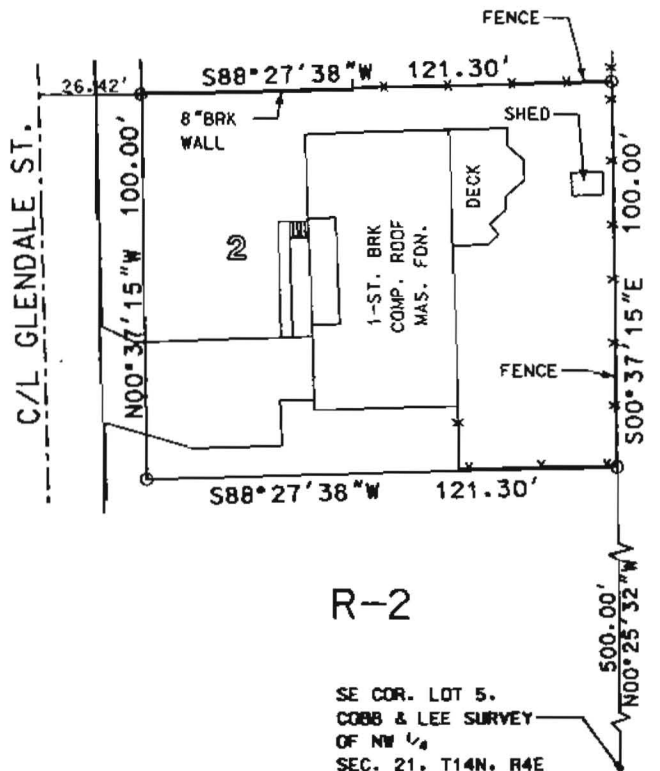 FENCE
S88°27'38"W 121.30'
26.42'
8"BRK
WALL
SHED
C/L GLENDALE ST.
N00°37'15"W 100.00'
2
1-ST. BRK
COMP. ROOF
MAS. FDN.
DECK
S00°37'15"E 100.00'
FENCE
S88°27'38"W 121.30'
R-2
500.00'
N00°25'32"W
SE COR. LOT 5.
COBB & LEE SURVEY
OF NW 1/4
SEC. 21. T14N. R4E